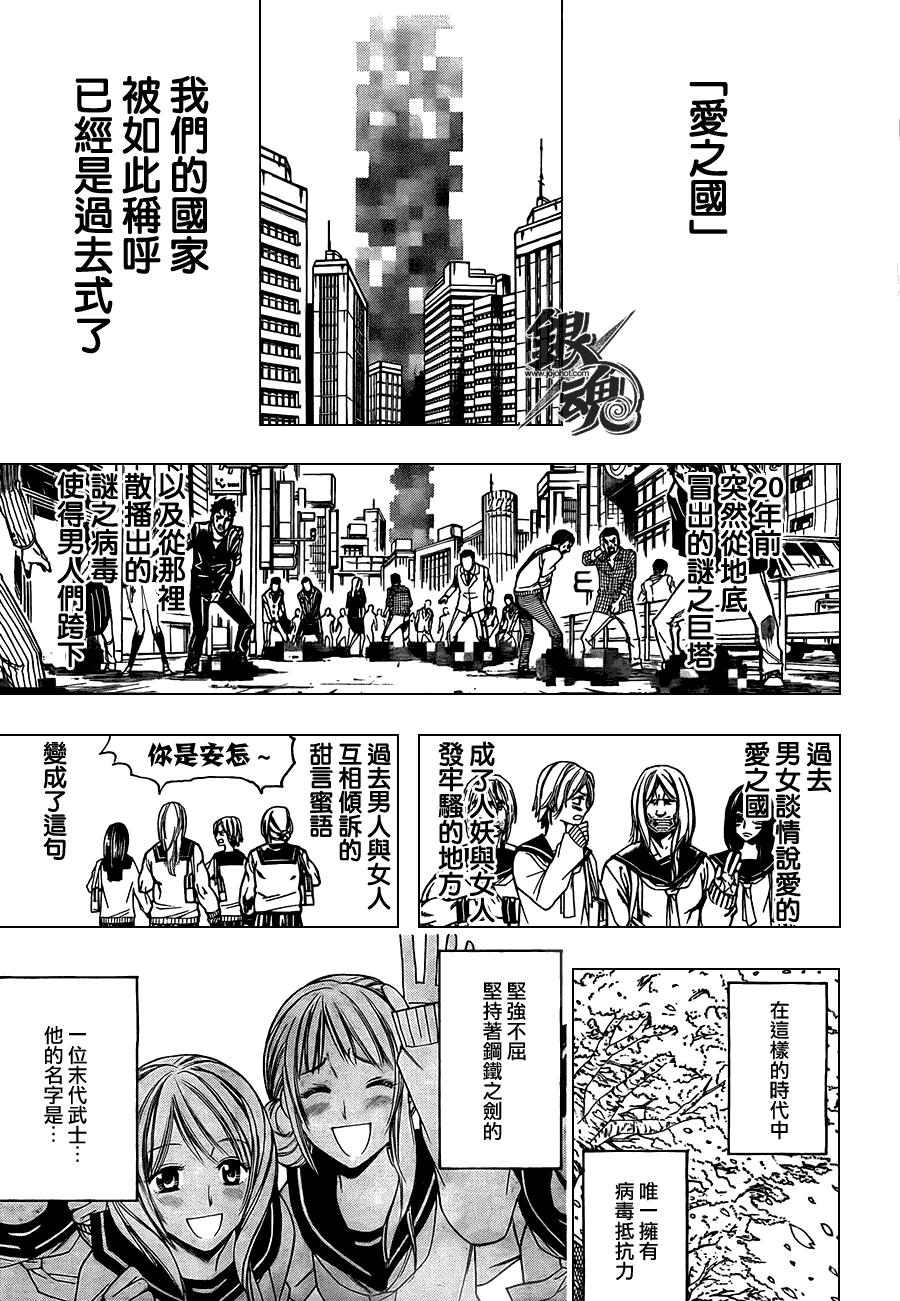 「愛之國」
我們的國家
被如此稱呼
已經是過去式了
銀魂
www.jojohot.com
20年前
突然從地底
冒出的謎之巨塔
以及從那裡
散播出的
謎之病毒
使得男人們跨下
過去
男女談情說愛的
愛之國
成了人妖與女人
發牢騷的地方
過去男人與女人
互相傾訴的
甜言蜜語
你是安怎～
變成了這句
在這樣的時代中
唯一擁有
病毒抵抗力
堅強不屈
堅持著鋼鐵之劍的
一位末代武士…
他的名字是…